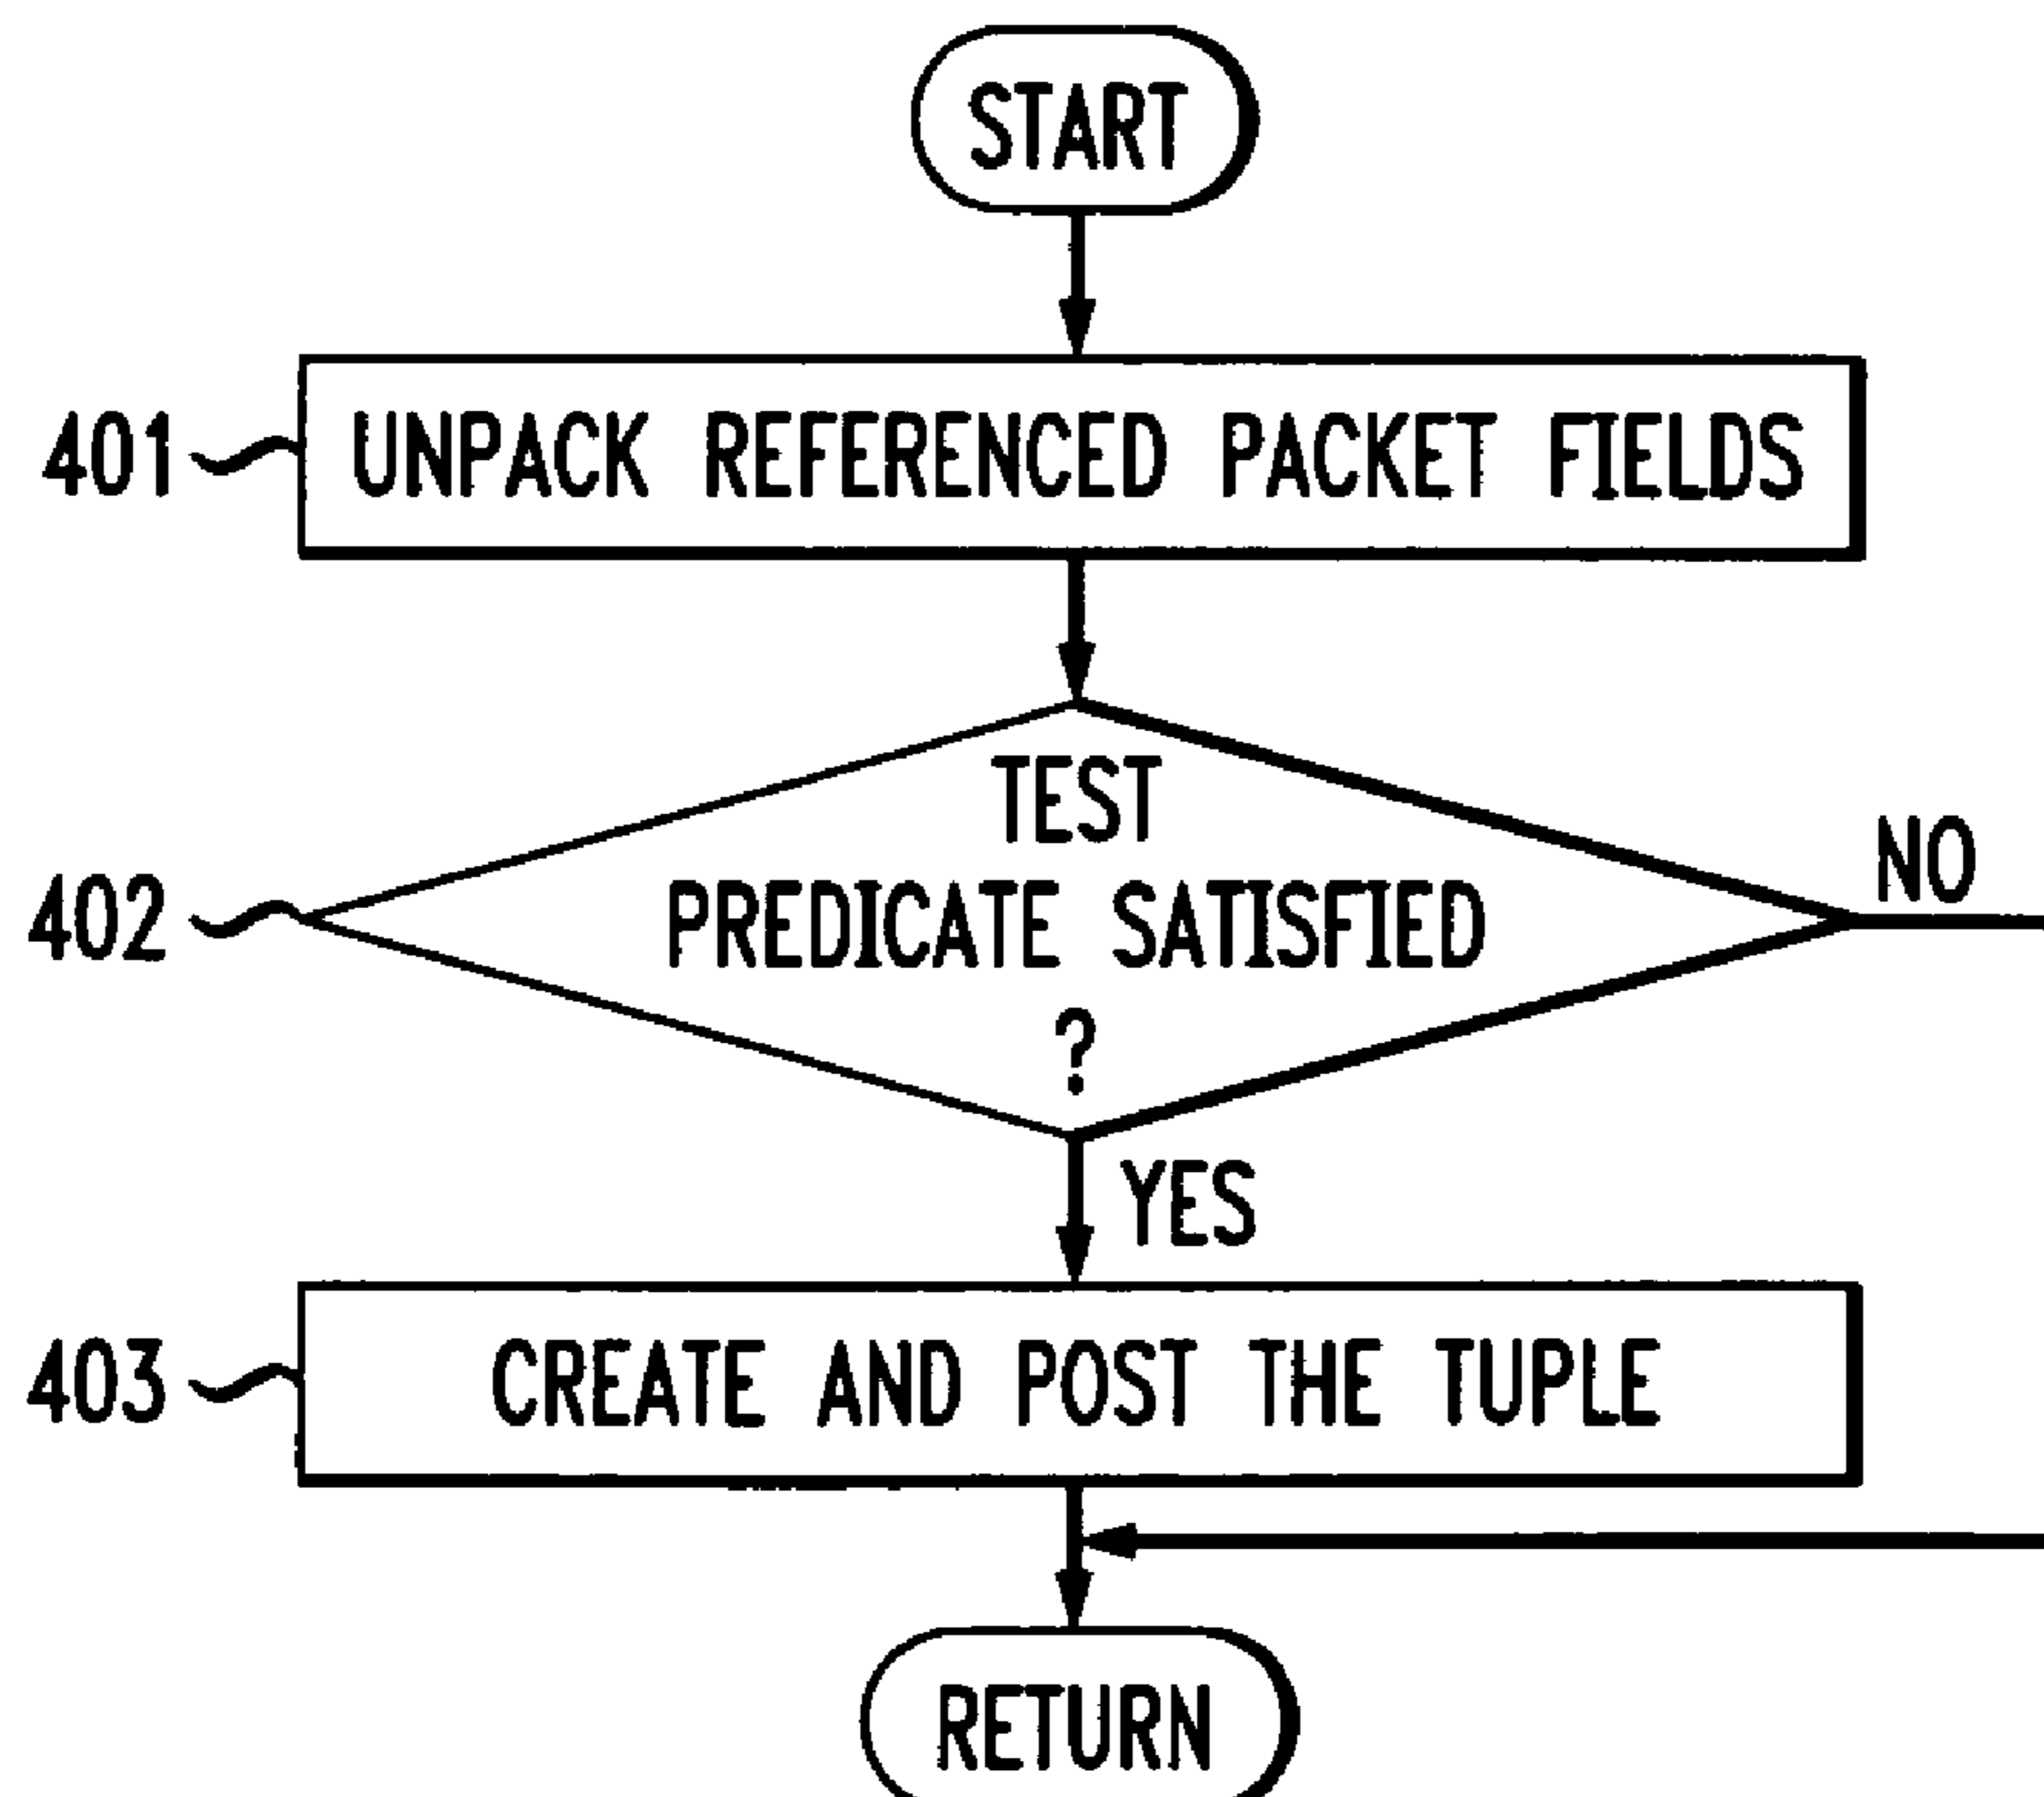 START
401 UNPACK REFERENCED PACKET FIELDS
TEST
402 PREDICATE SATISFIED
NO
?
YES
403 CREATE AND POST THE TUPLE
RETURN